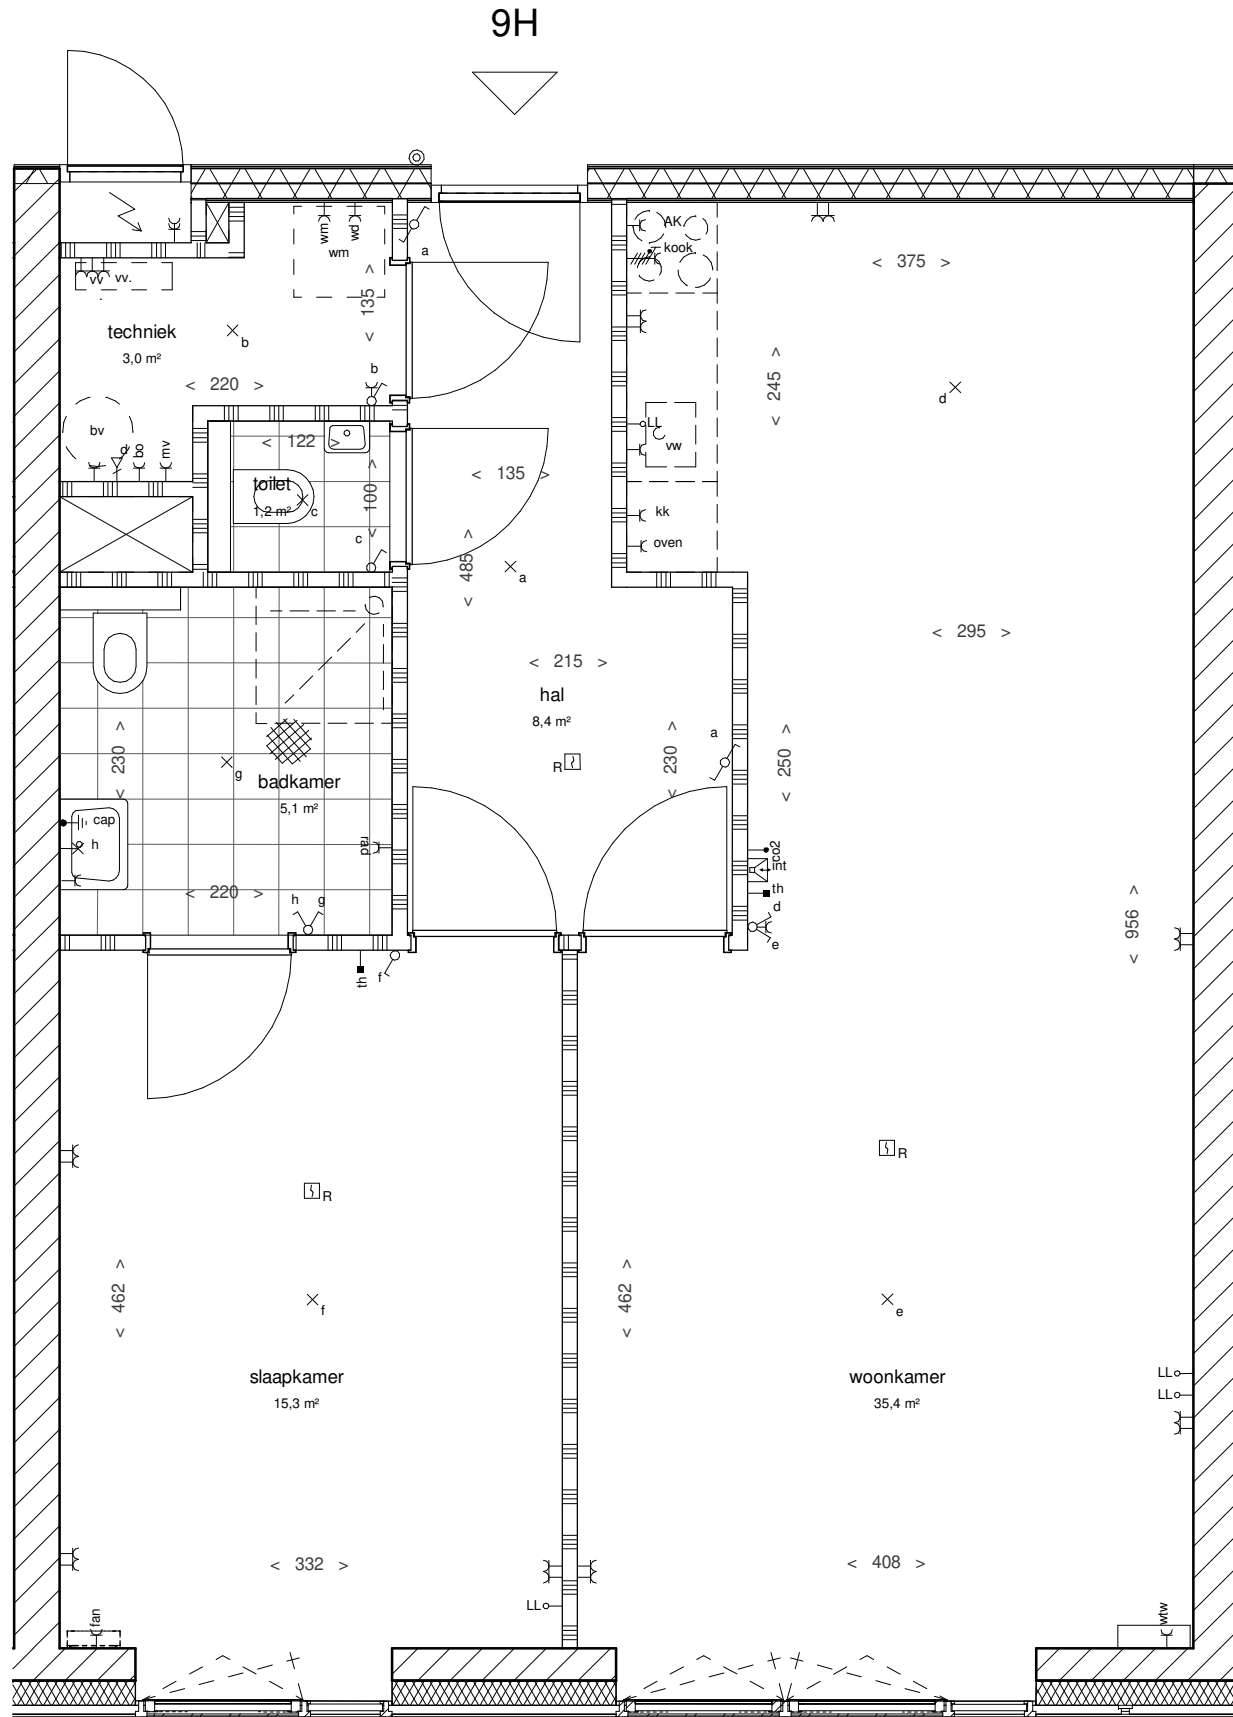 9H
a
wm
wd
wm
AK
kook
< 375 >
vv
vv.
< 135 >
techniek
3,0 m²
b
< 220 >
b
< 245 >
d
bv
d
bo
mv
< 122 >
LL
vw
toilet
1,2 m²
c
< 100 >
c
< 135 >
< 485 >
a
kk
oven
< 295 >
< 215 >
hal
8,4 m²
< 230 >
g
badkamer
5,1 m²
R
< 230 >
a
< 250 >
cap
h
rad
co2
int
th
d
e
< 220 >
h
g
< 956 >
th
f
R
R
< 462 >
f
< 462 >
e
slaapkamer
15,3 m²
woonkamer
35,4 m²
LL
LL
< 332 >
< 408 >
LL
fan
wtw